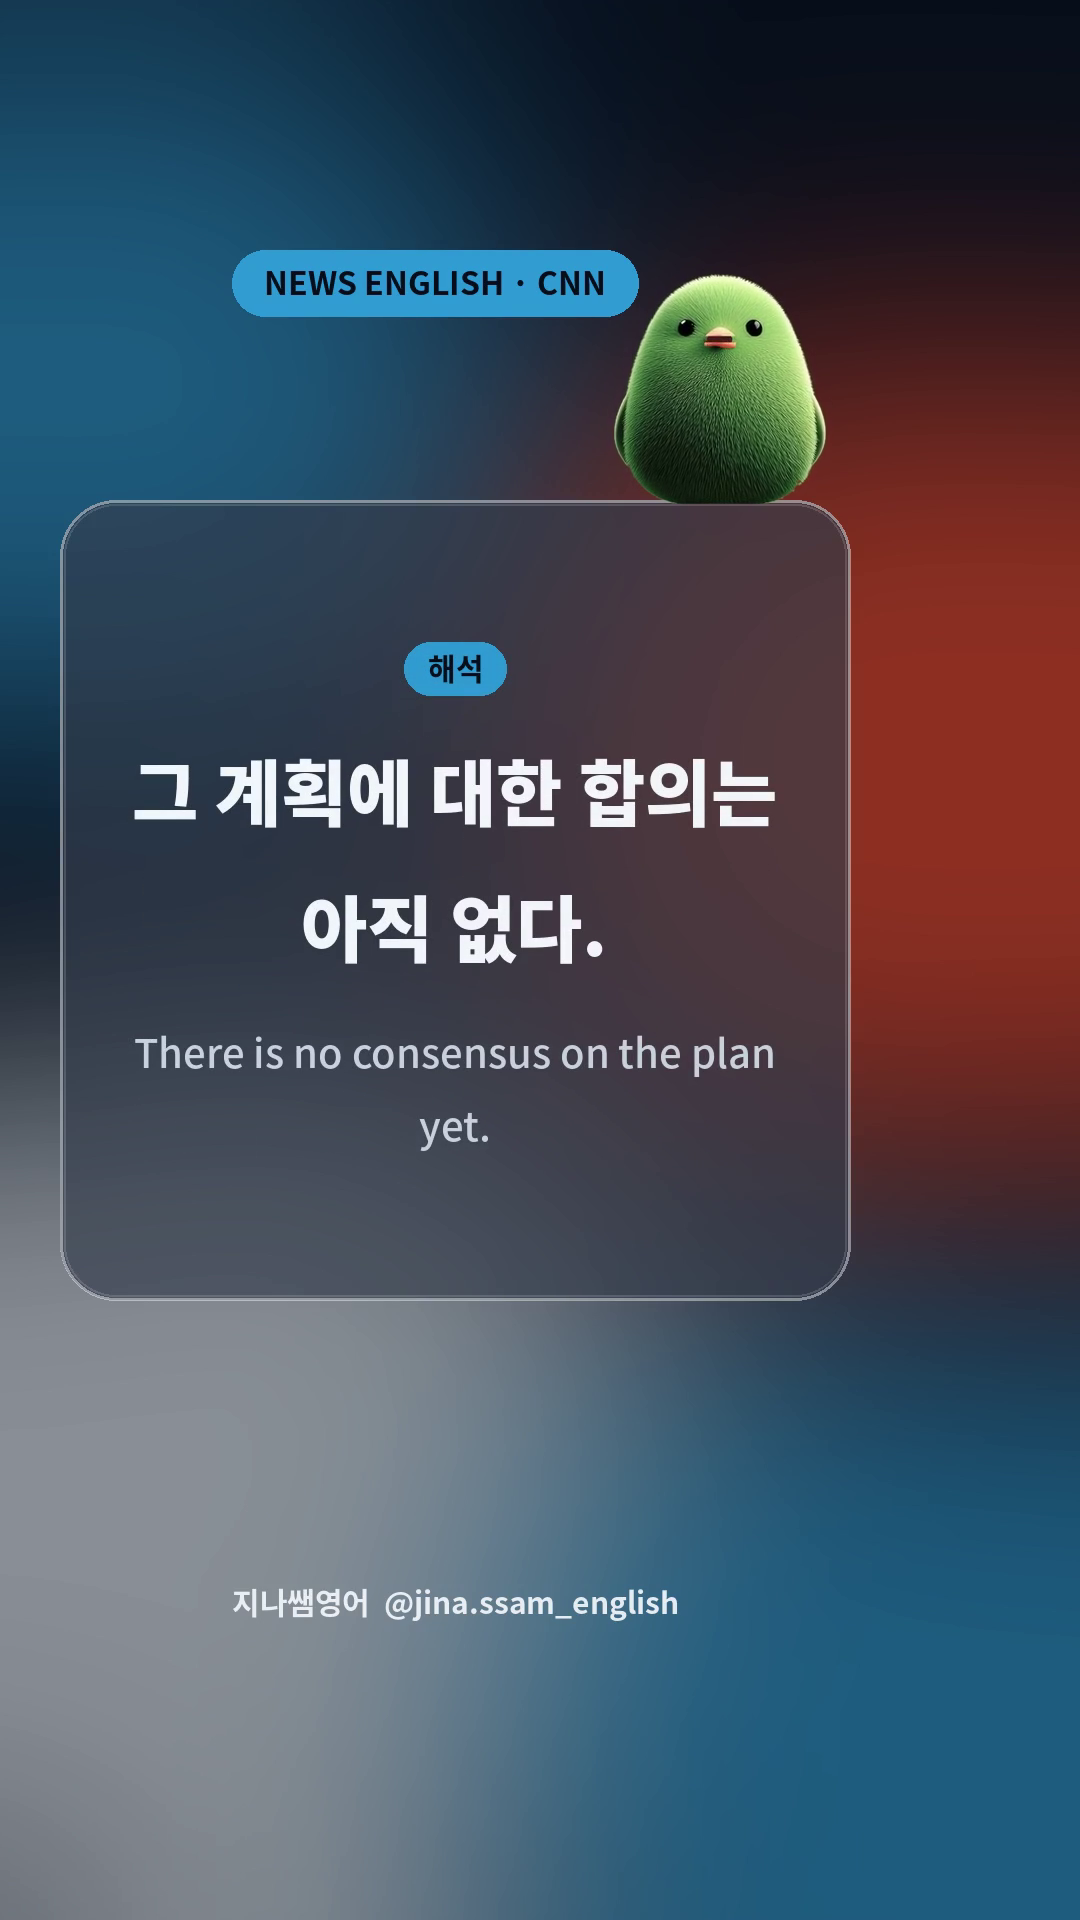 NEWS ENGLISH · CNN
해석
그 계획에 대한 합의는
아직 없다.
There is no consensus on the plan
yet.
지나쌤영어 @jina.ssam_english